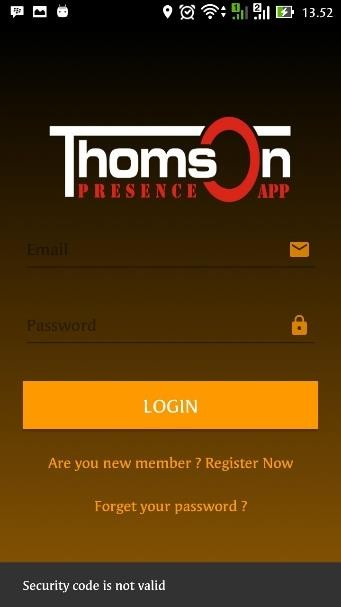 13.52
ThomsOn
PRESENCE APP
Email
Password
LOGIN
Are you new member ? Register Now
Forget your password ?
Security code is not valid